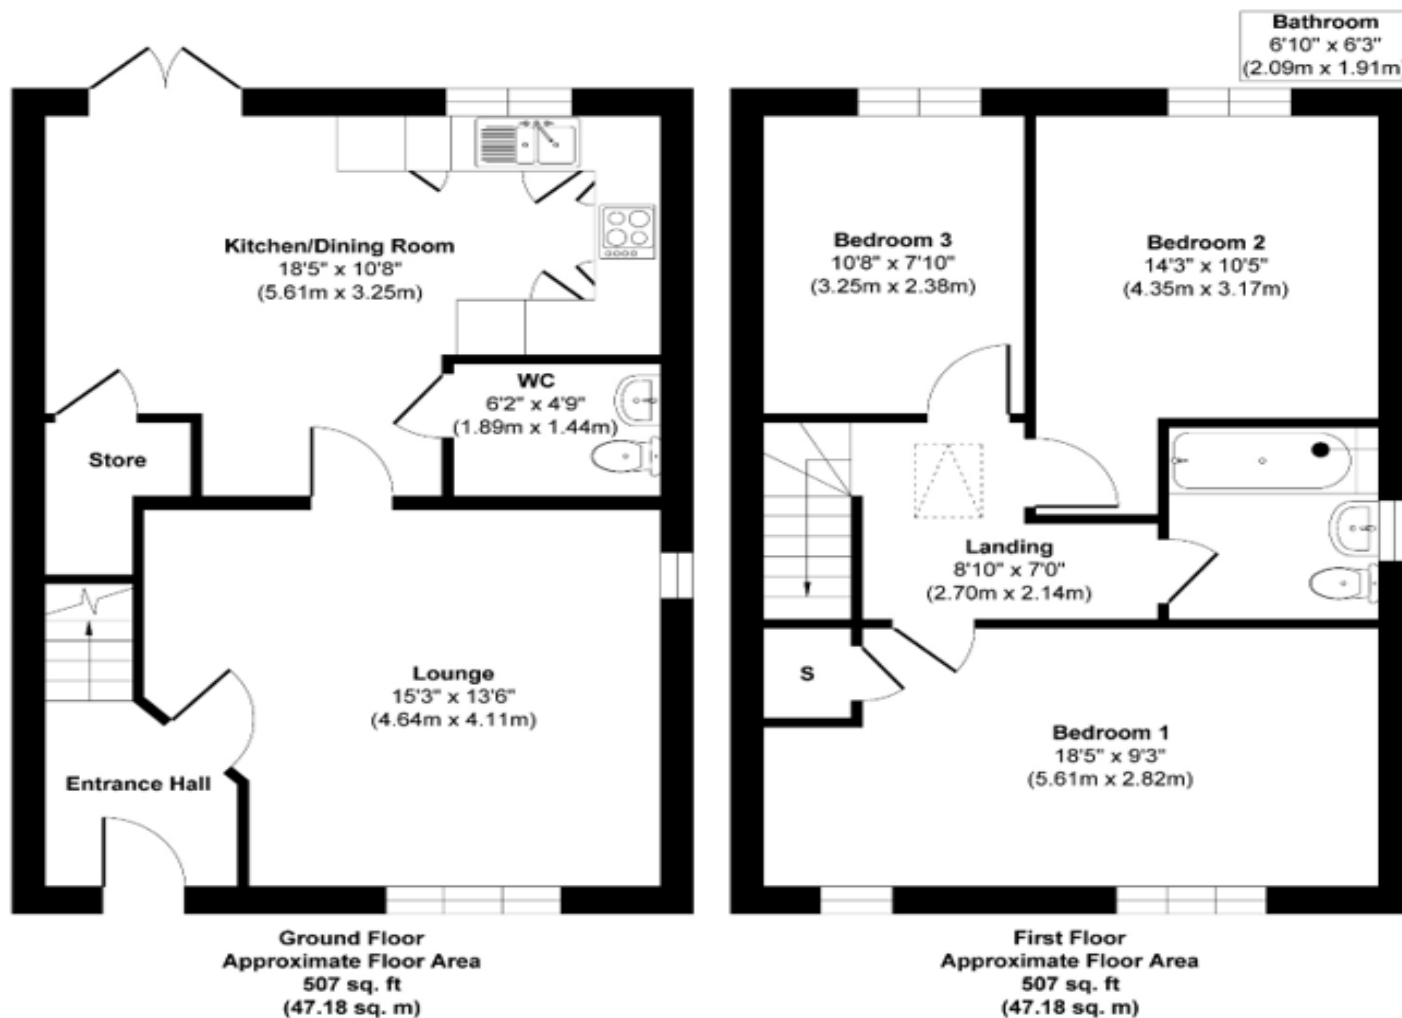 Bathroom
6'10" x 6'3"
(2.09m x 1.91m)
Kitchen/Dining Room
18'5" x 10'8"
(5.61m x 3.25m)
WC
6'2" x 4'9"
(1.89m x 1.44m)
Store
Lounge
15'3" x 13'6"
(4.64m x 4.11m)
Entrance Hall
Ground Floor
Approximate Floor Area
507 sq. ft
(47.18 sq. m)
Bedroom 3
10'8" x 7'10"
(3.25m x 2.38m)
Bedroom 2
14'3" x 10'5"
(4.35m x 3.17m)
Landing
8'10" x 7'0"
(2.70m x 2.14m)
S
Bedroom 1
18'5" x 9'3"
(5.61m x 2.82m)
First Floor
Approximate Floor Area
507 sq. ft
(47.18 sq. m)